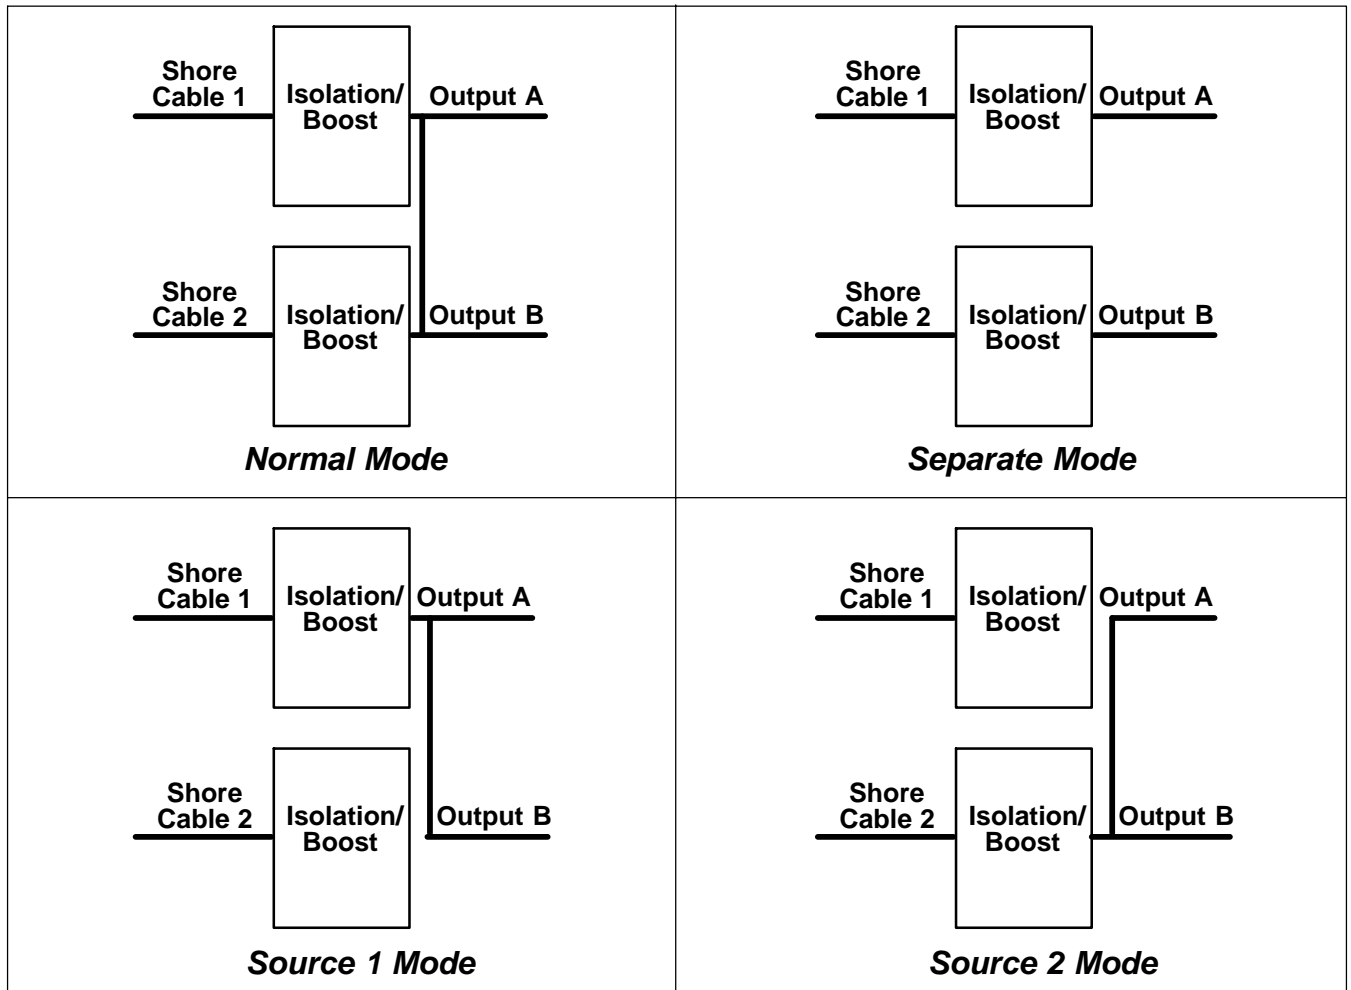 Shore
Cable 1
Isolation/
Boost
Output A
Shore
Cable 2
Isolation/
Boost
Output B
Normal Mode
Shore
Cable 1
Isolation/
Boost
Output A
Shore
Cable 2
Isolation/
Boost
Output B
Separate Mode
Shore
Cable 1
Isolation/
Boost
Output A
Shore
Cable 2
Isolation/
Boost
Output B
Source 1 Mode
Shore
Cable 1
Isolation/
Boost
Output A
Shore
Cable 2
Isolation/
Boost
Output B
Source 2 Mode